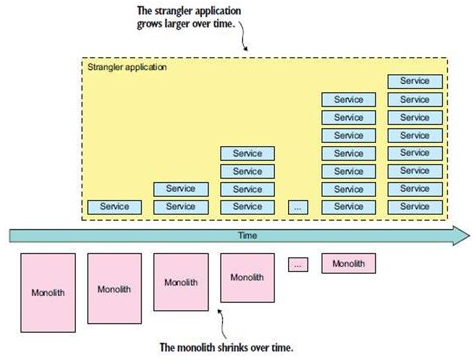 The strangler application
grows larger over time.
Strangler application
Service
Service Service
Service Service
Service Service
Service Service Service
Service Service Service
Service Service Service Service
Service Service Service ... Service Service
Time
Monolith Monolith Monolith Monolith ... Monolith
The monolith shrinks over time.